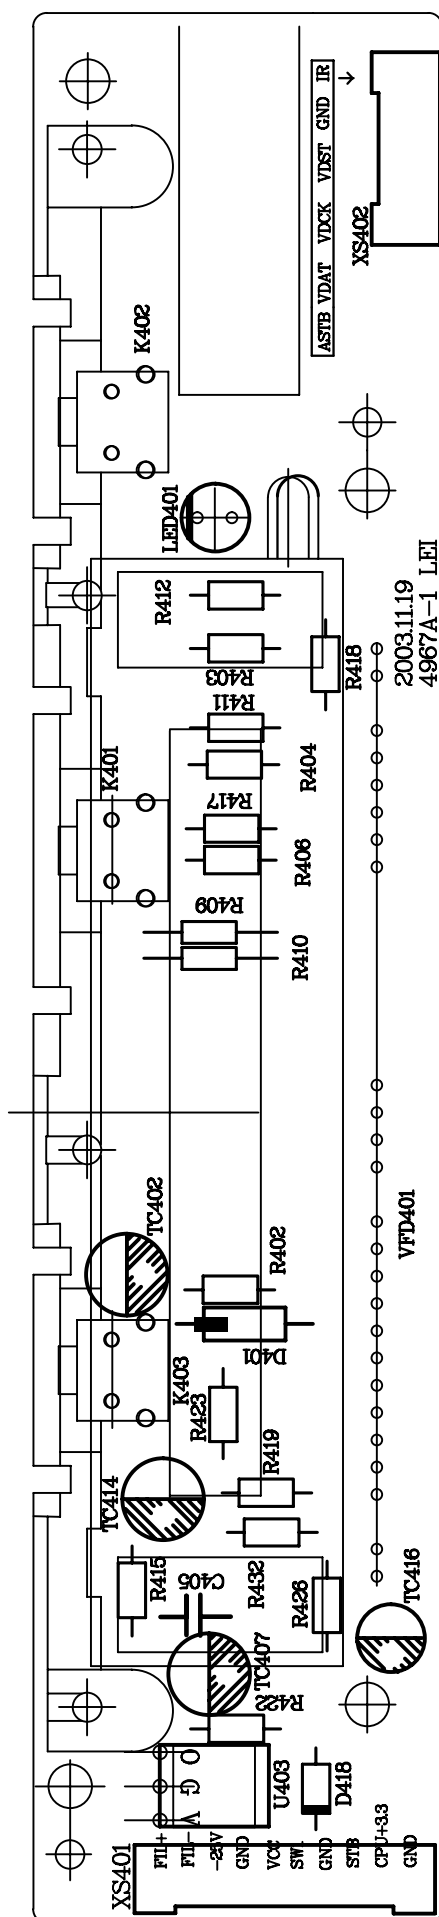 ASTB VDAT VDCK VDST GND IR →
XS402
K402
LED401
R412
R403
R411
R418
2003.11.19
4967A-1 LEI
K401
R404
R417
R406
R409
R410
TC402
VFD401
R402
D401
K403
R423
TC414
R419
R415
C405
R432
R426
TC416
TC407
O
G
V
U403
D418
XS401
FIL+
FIL-
-25V
GND
VCC
GND
STB
CPU+3.3
GND